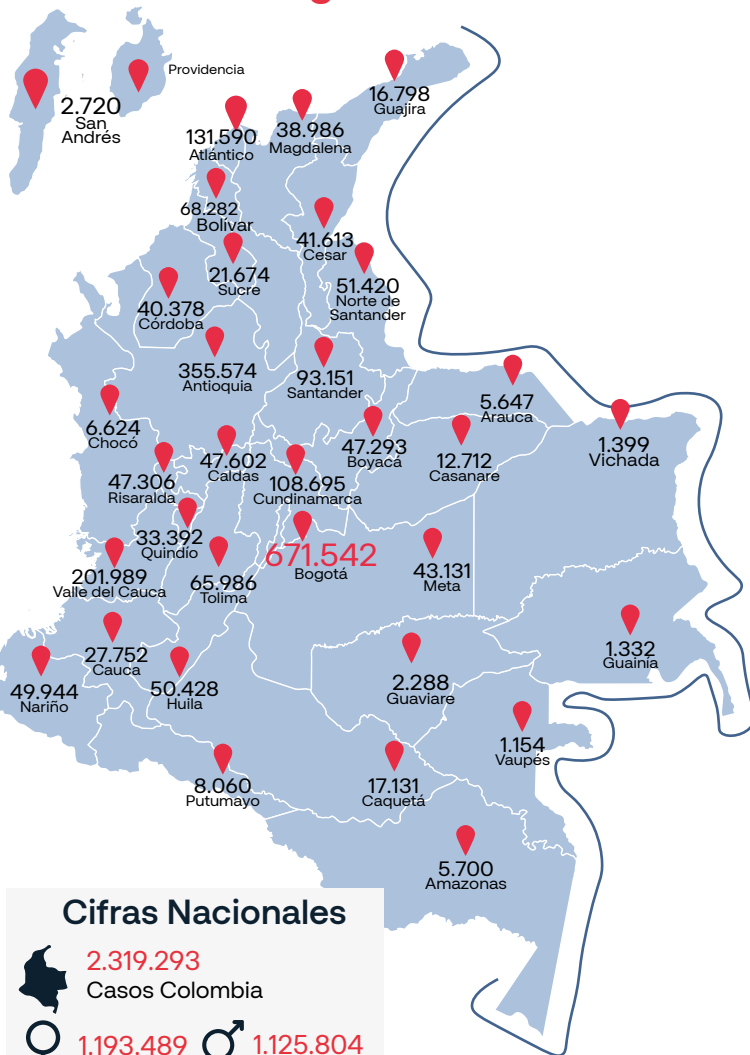 Providencia
2.720
San
Andrés
16.798
Guajira
131.590
Atlántico
38.986
Magdalena
68.282
Bolívar
41.613
Cesar
21.674
Sucre
51.420
Norte de
Santander
40.378
Córdoba
355.574
Antioquia
93.151
Santander
5.647
Arauca
6.624
Chocó
47.602
Caldas
47.293
Boyacá
12.712
Casanare
1.399
Vichada
47.306
Risaralda
108.695
Cundinamarca
33.392
Quindío
671.542
Bogotá
201.989
Valle del Cauca
65.986
Tolima
43.131
Meta
27.752
Cauca
1.332
Guainía
49.944
Nariño
50.428
Huila
2.288
Guaviare
1.154
Vaupés
8.060
Putumayo
17.131
Caquetá
5.700
Amazonas
Cifras Nacionales
2.319.293
Casos Colombia
1.193.489 1.125.804